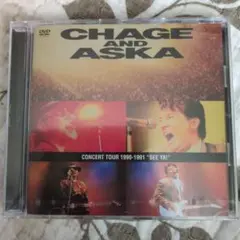 DVD
CHAGE
AND
ASKA
CONCERT TOUR 1990-1991 "SEE YA!"